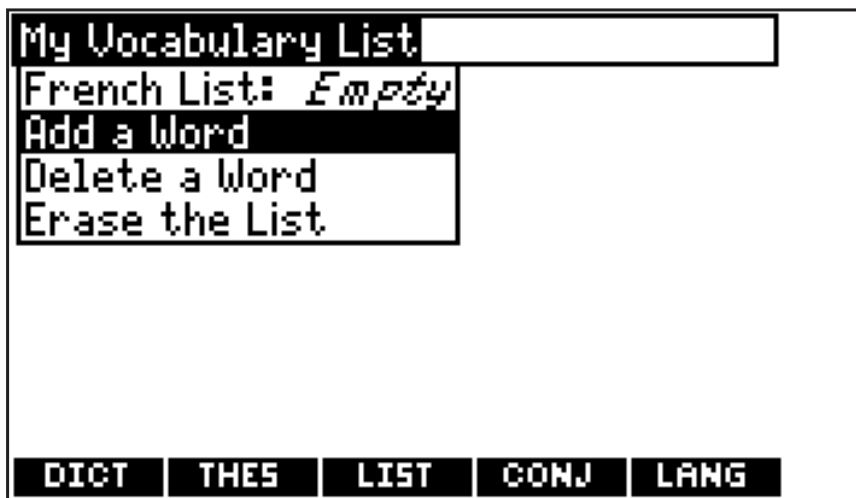 My Vocabulary List
French List: Empty
Add a Word
Delete a Word
Erase the List
DICT THES LIST CONJ LANG